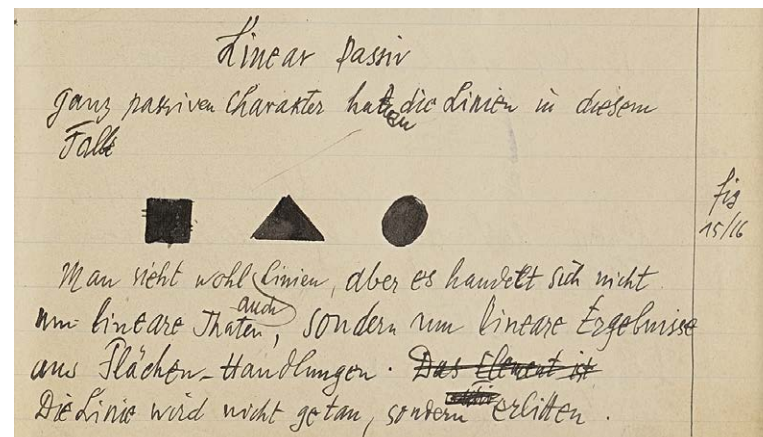 Linear passiv
ganz passiven Charakter haben die Linien in diesem
Falle
fig
15/16
Man sieht wohl Linien, aber es handelt sich nicht
auch
um lineare Thaten, sondern um lineare Ergebnisse
aus Flächen-Handlungen. Das Element ist
Die Linie wird nicht getan, sondern erlitten.